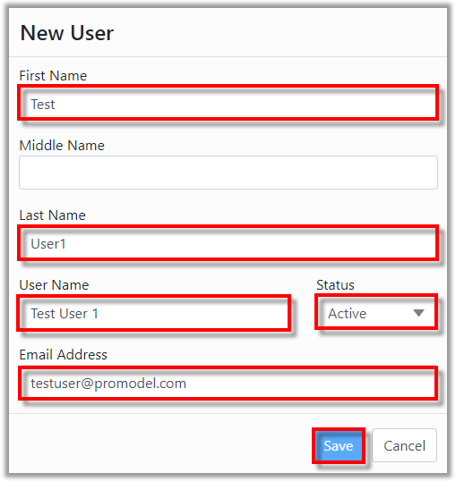 New User
First Name
Test
Middle Name
Last Name
User1
User Name Status
Test User 1 Active
Email Address
testuser@promodel.com
Save Cancel